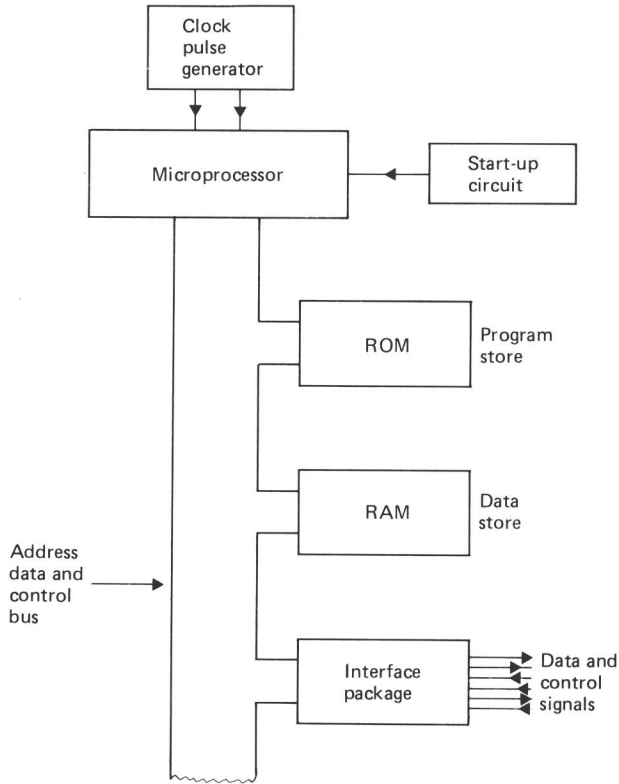 Clock
pulse
generator
Microprocessor
Start-up
circuit
ROM
Program
store
RAM
Data
store
Address
data and
control
bus
Interface
package
Data and
control
signals